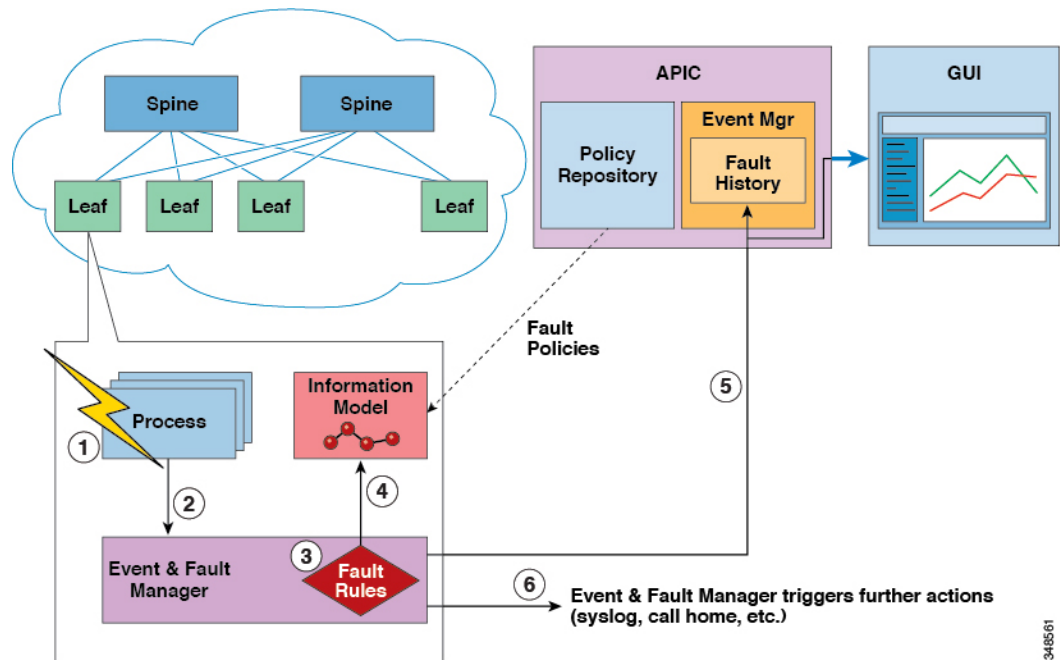 Spine
Spine
Leaf
Leaf
Leaf
Leaf
APIC
Policy
Repository
Event Mgr
Fault
History
GUI
Fault
Policies
1
Process
Information
Model
2
4
5
Event & Fault
Manager
3
Fault
Rules
6
Event & Fault Manager triggers further actions
(syslog, call home, etc.)
348561